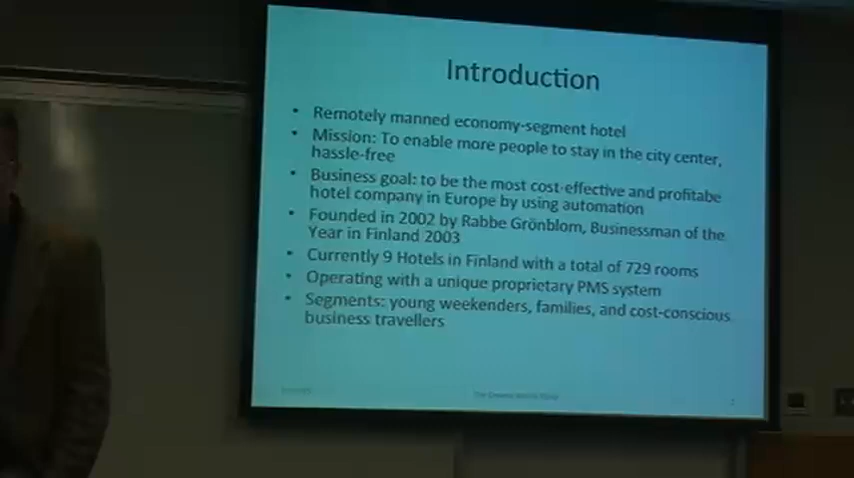 Introduction
• Remotely manned economy-segment hotel
• Mission: To enable more people to stay in the city center,
hassle-free
• Business goal: to be the most cost-effective and profitabe
hotel company in Europe by using automation
• Founded in 2002 by Rabbe Grönblom, Businessman of the
Year in Finland 2003
• Currently 9 Hotels in Finland with a total of 729 rooms
• Operating with a unique proprietary PMS system
• Segments: young weekenders, families, and cost-conscious
business travellers